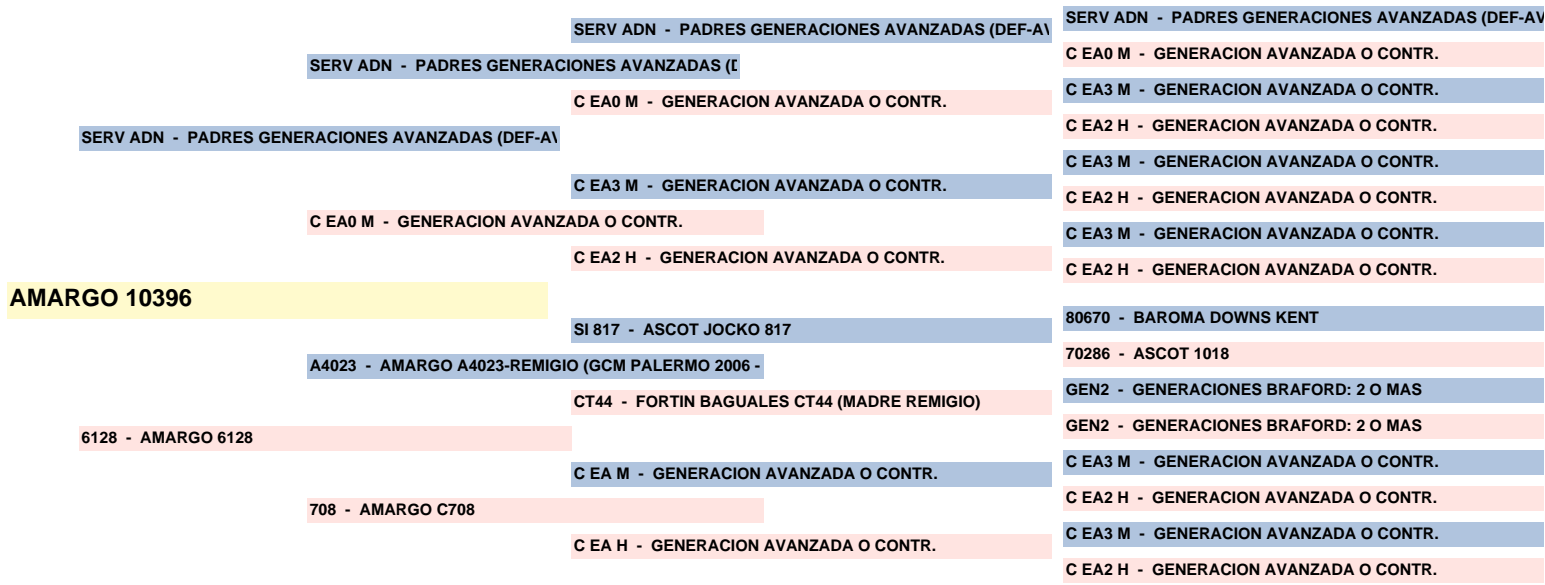 SERV ADN - PADRES GENERACIONES AVANZADAS (DEF-AV
SERV ADN - PADRES GENERACIONES AVANZADAS (DEF-A
C EA0 M - GENERACION AVANZADA O CONTR.
SERV ADN - PADRES GENERACIONES AVANZADAS (
C EA3 M - GENERACION AVANZADA O CONTR.
C EA0 M - GENERACION AVANZADA O CONTR.
C EA2 H - GENERACION AVANZADA O CONTR.
SERV ADN - PADRES GENERACIONES AVANZADAS (DEF-A
C EA3 M - GENERACION AVANZADA O CONTR.
C EA3 M - GENERACION AVANZADA O CONTR.
C EA2 H - GENERACION AVANZADA O CONTR.
C EA0 M - GENERACION AVANZADA O CONTR.
C EA3 M - GENERACION AVANZADA O CONTR.
C EA2 H - GENERACION AVANZADA O CONTR.
C EA2 H - GENERACION AVANZADA O CONTR.
AMARGO 10396
80670 - BAROMA DOWNS KENT
SI 817 - ASCOT JOCKO 817
70286 - ASCOT 1018
A4023 - AMARGO A4023-REMIGIO (GCM PALERMO 2006 -
GEN2 - GENERACIONES BRAFORD: 2 O MAS
CT44 - FORTIN BAGUALES CT44 (MADRE REMIGIO)
GEN2 - GENERACIONES BRAFORD: 2 O MAS
6128 - AMARGO 6128
C EA3 M - GENERACION AVANZADA O CONTR.
C EA M - GENERACION AVANZADA O CONTR.
C EA2 H - GENERACION AVANZADA O CONTR.
708 - AMARGO C708
C EA3 M - GENERACION AVANZADA O CONTR.
C EA H - GENERACION AVANZADA O CONTR.
C EA2 H - GENERACION AVANZADA O CONTR.